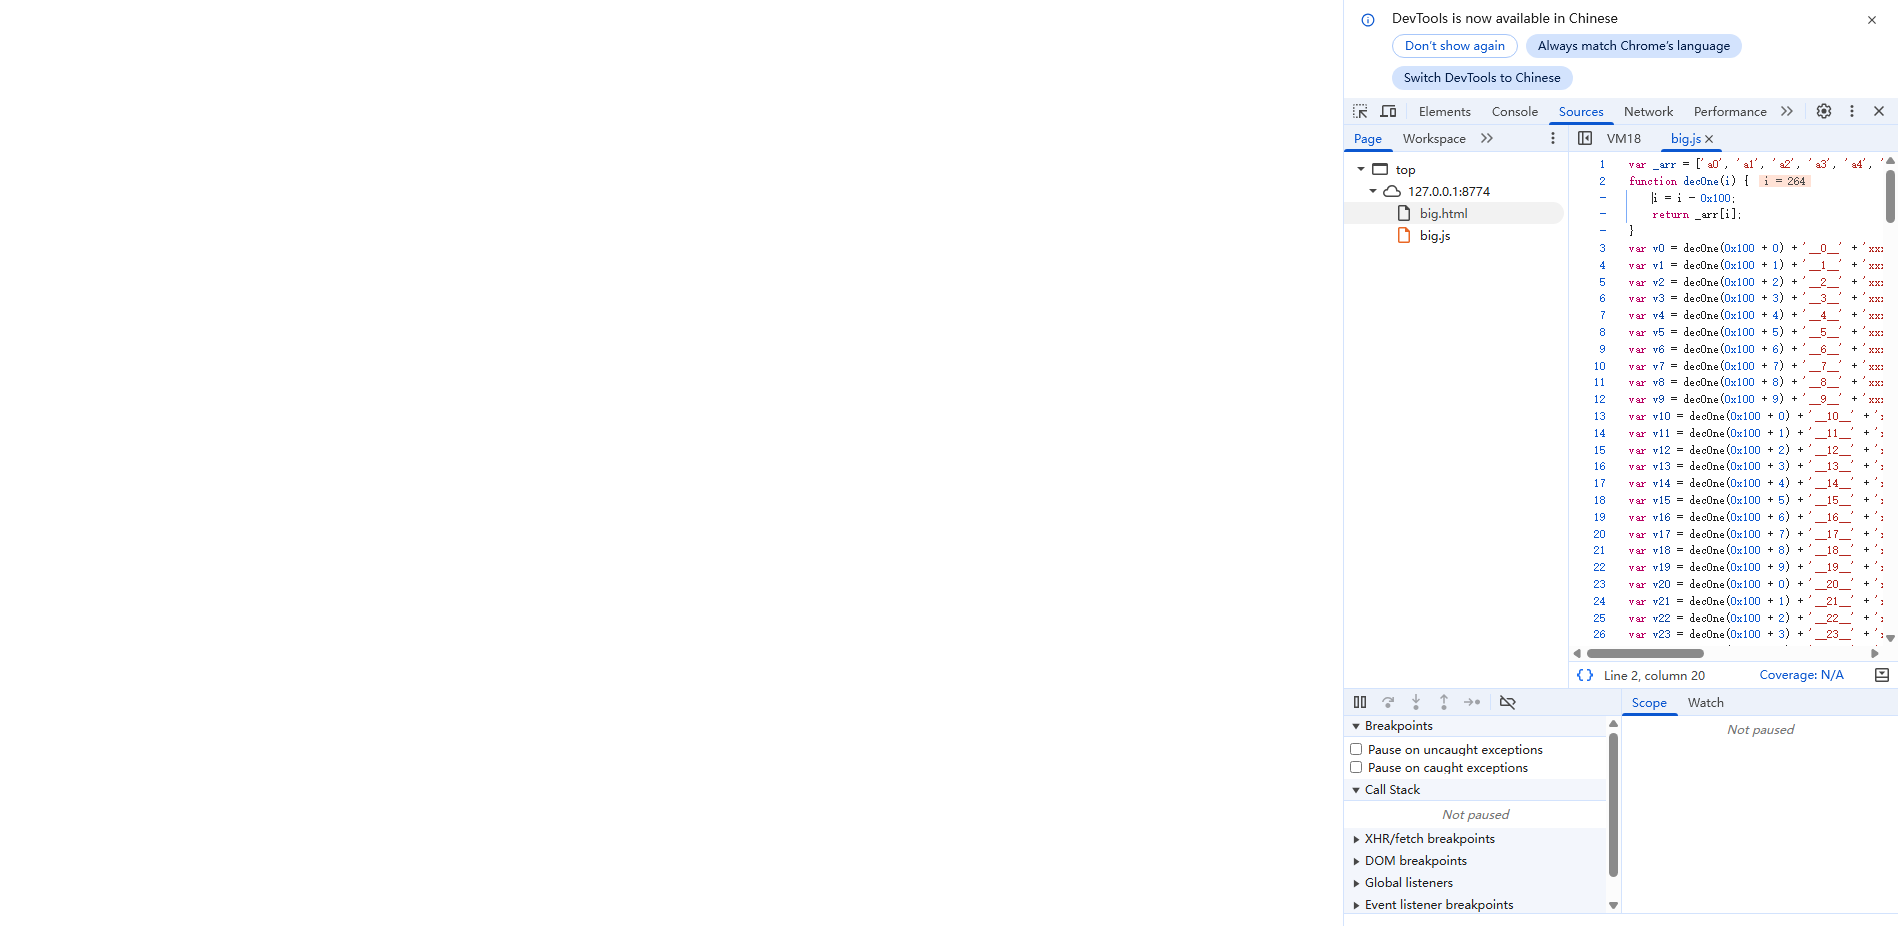 DevTools is now available in Chinese
Don't show again
Always match Chrome's language
Switch DevTools to Chinese
Elements Console Sources Network Performance
Page Workspace
VM18 big.js
top
127.0.0.1:8774
big.html
big.js
1 var _arr = ['a0', 'a1', 'a2', 'a3', 'a4', '
2 function decOne(i) { i = 264
- i = i - 0x100;
- return _arr[i];
- }
3 var v0 = decOne(0x100 + 0) + '__0__' + 'xx
4 var v1 = decOne(0x100 + 1) + '__1__' + 'xx
5 var v2 = decOne(0x100 + 2) + '__2__' + 'xx
6 var v3 = decOne(0x100 + 3) + '__3__' + 'xx
7 var v4 = decOne(0x100 + 4) + '__4__' + 'xx
8 var v5 = decOne(0x100 + 5) + '__5__' + 'xx
9 var v6 = decOne(0x100 + 6) + '__6__' + 'xx
10 var v7 = decOne(0x100 + 7) + '__7__' + 'xx
11 var v8 = decOne(0x100 + 8) + '__8__' + 'xx
12 var v9 = decOne(0x100 + 9) + '__9__' + 'xx
13 var v10 = decOne(0x100 + 0) + '__10__' + '
14 var v11 = decOne(0x100 + 1) + '__11__' + '
15 var v12 = decOne(0x100 + 2) + '__12__' + '
16 var v13 = decOne(0x100 + 3) + '__13__' + '
17 var v14 = decOne(0x100 + 4) + '__14__' + '
18 var v15 = decOne(0x100 + 5) + '__15__' + '
19 var v16 = decOne(0x100 + 6) + '__16__' + '
20 var v17 = decOne(0x100 + 7) + '__17__' + '
21 var v18 = decOne(0x100 + 8) + '__18__' + '
22 var v19 = decOne(0x100 + 9) + '__19__' + '
23 var v20 = decOne(0x100 + 0) + '__20__' + '
24 var v21 = decOne(0x100 + 1) + '__21__' + '
25 var v22 = decOne(0x100 + 2) + '__22__' + '
26 var v23 = decOne(0x100 + 3) + '__23__' + '
{} Line 2, column 20 Coverage: N/A
Breakpoints
Pause on uncaught exceptions
Pause on caught exceptions
Call Stack
Not paused
XHR/fetch breakpoints
DOM breakpoints
Global listeners
Event listener breakpoints
Scope Watch
Not paused